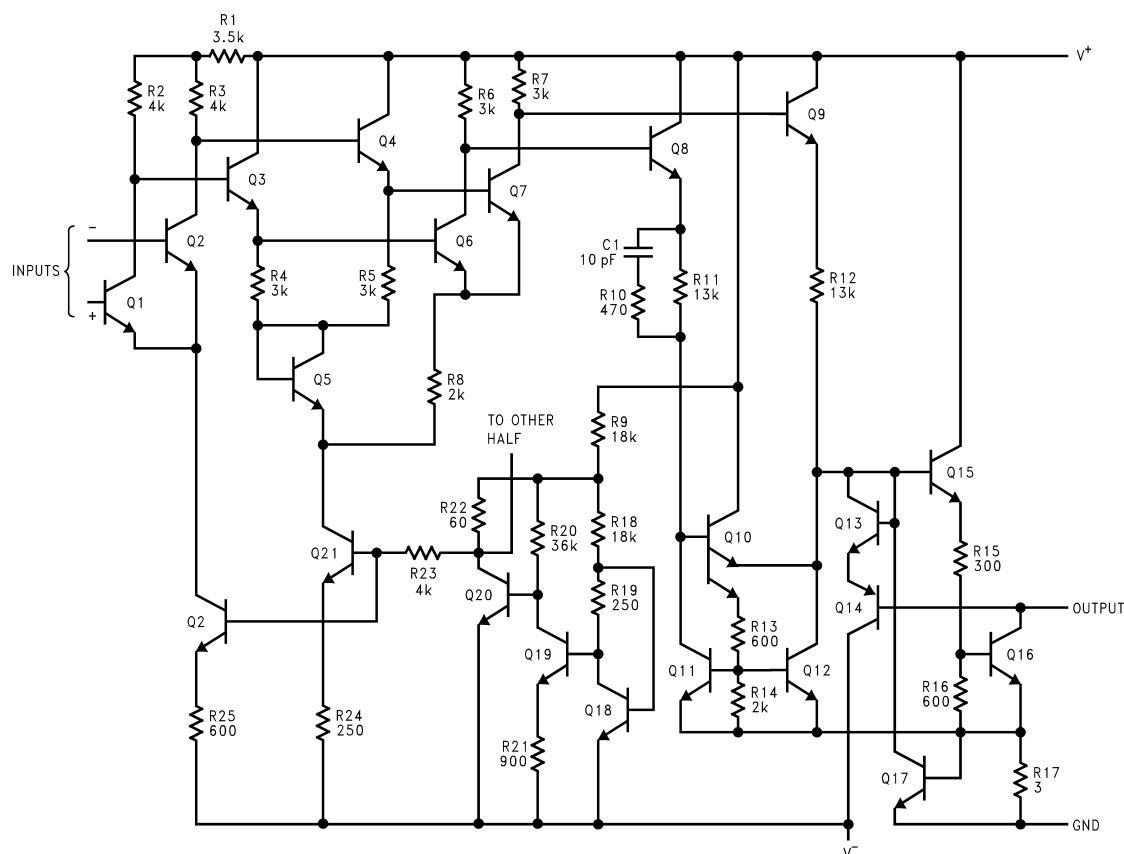 R1
3.5k
V+
R2
4k
R3
4k
R6
3k
R7
3k
Q9
Q4
Q8
Q3
Q7
−
Q2
Q6
INPUTS
C1
10 pF
R4
3k
R5
3k
R11
13k
R12
13k
Q1
+
R10
470
Q5
R8
2k
TO OTHER
HALF
R9
18k
Q15
R22
60
R20
36k
R18
18k
Q13
Q10
Q21
R15
300
R23
4k
Q20
R19
250
Q14
OUTPUT
Q2
R13
600
Q19
Q11
Q12
Q16
R14
2k
R16
600
Q18
R25
600
R24
250
R21
900
Q17
R17
3
GND
V−